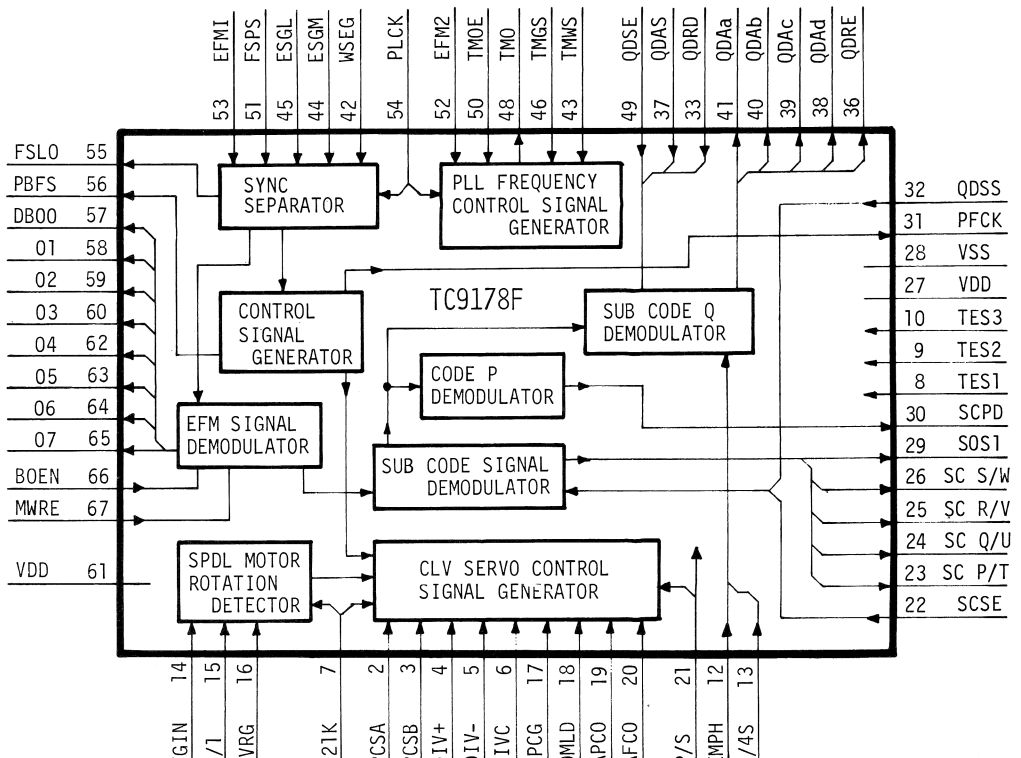 EFMI
FSPS
ESGL
ESGM
WSEG
PLCK
EFM2
TMOE
TMO
TMGS
TMWS
QDSE
QDAS
QDRD
QDAa
QDAb
QDAc
QDAd
QDRE
53
51
45
44
42
54
52
50
48
46
43
49
37
33
41
40
39
38
36
FSLO 55
PBFS 56
DBOO 57
01 58
02 59
03 60
04 62
05 63
06 64
07 65
BOEN 66
MWRE 67
VDD 61
SYNC
SEPARATOR
PLL FREQUENCY
CONTROL SIGNAL
GENERATOR
TC9178F
CONTROL
SIGNAL
GENERATOR
SUB CODE Q
DEMODULATOR
CODE P
DEMODULATOR
EFM SIGNAL
DEMODULATOR
SUB CODE SIGNAL
DEMODULATOR
SPDL MOTOR
ROTATION
DETECTOR
CLV SERVO CONTROL
SIGNAL GENERATOR
32 QDSS
31 PFCK
28 VSS
27 VDD
10 TES3
9 TES2
8 TES1
30 SCPD
29 SOS1
26 SC S/W
25 SC R/V
24 SC Q/U
23 SC P/T
22 SCSE
14
15
16
7
2
3
4
5
6
17
18
19
20
21
12
13
GIN
/1
VRG
21K
PCSA
PCSB
DIV+
DIV-
IVC
PCG
DMLD
APCO
AFCO
P/S
EMPH
/4S